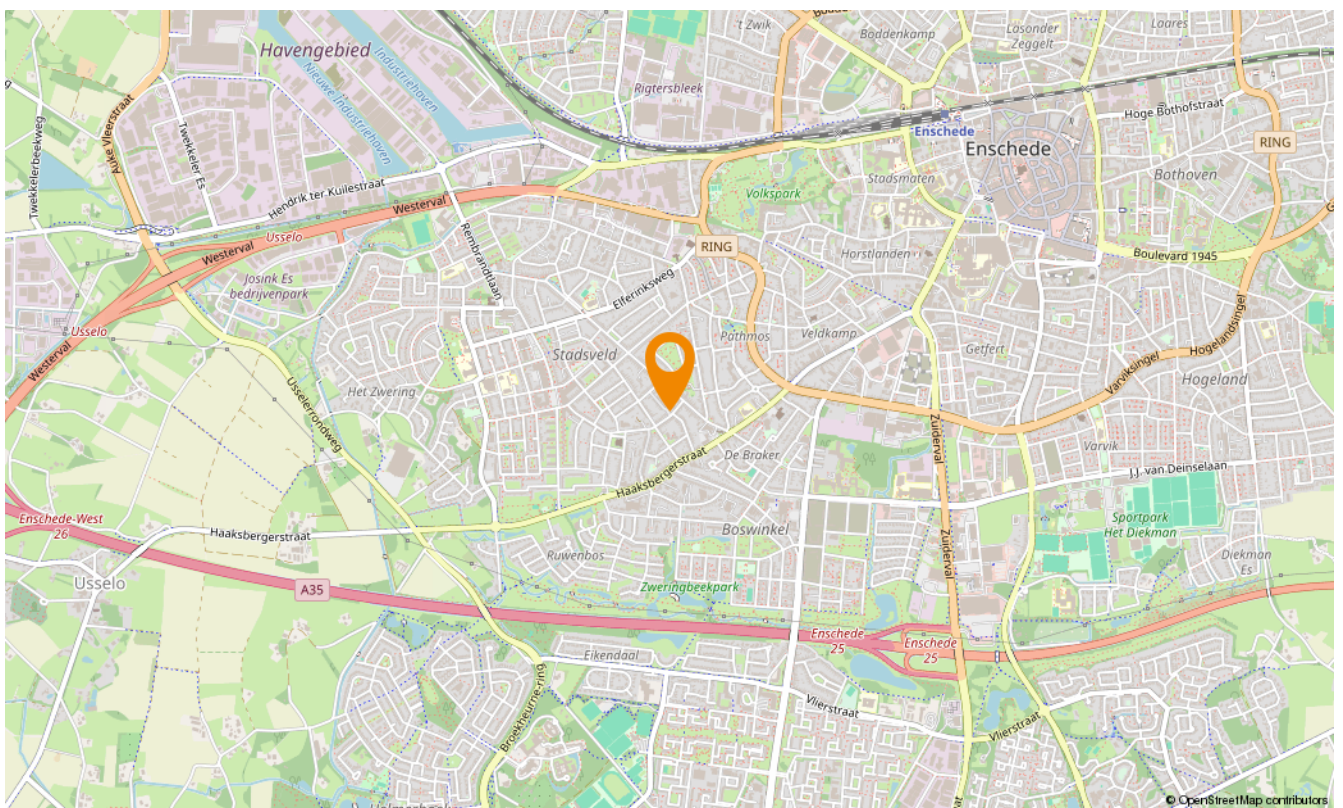 't Zwik
Boddenkamp
Lasonder
Zeggelt
Laares
Havengebied
Industriehaven
Nieuwe Industriehaven
Rigtersbleek
Auke Vleerstraat
Twekkeler Es
Twekkelerbeekweg
Hoge Bothofstraat
Enschede
Enschede
RING
Hendrik ter Kuilestraat
Volkspark
Stadsmaten
Bothoven
Westerval
Usselo
Westerval
Rembrandtlaan
RING
Horstlanden
Boulevard 1945
Josink Es
bedrijvenpark
Elferinksweg
Usselo
Westerval
Pathmos
Veldkamp
Getfert
Hogelandsingel
Stadsveld
Hogeland
Het Zwering
Varviksingel
Usselerrondweg
Zuiderval
Varvik
De Braker
J.J. van Deinselaan
Haaksbergerstraat
Enschede-West
26
Haaksbergerstraat
Boswinkel
Sportpark
Het Diekman
Ruwenbos
Zuiderval
Diekman
Es
Usselo
A35
Zweringbeekpark
Enschede
25
Enschede
25
Eikendaal
Broekheurne-ring
Vlierstraat
Vlierstraat
© OpenStreetMap contributors